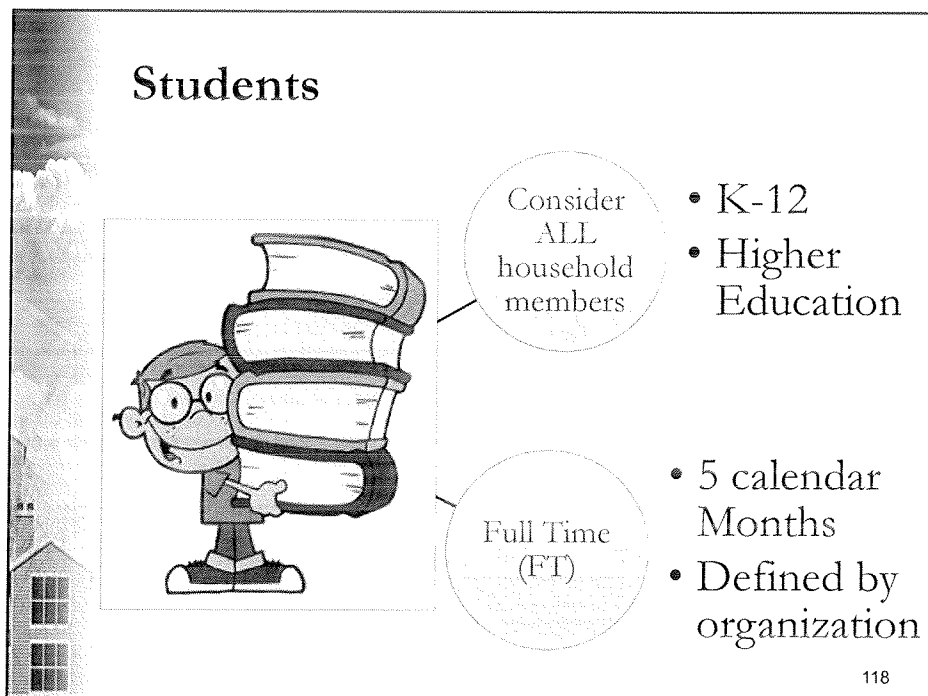 Students
Consider
ALL
household
members
• K-12
• Higher
Education
Full Time
(FT)
• 5 calendar
Months
• Defined by
organization
118